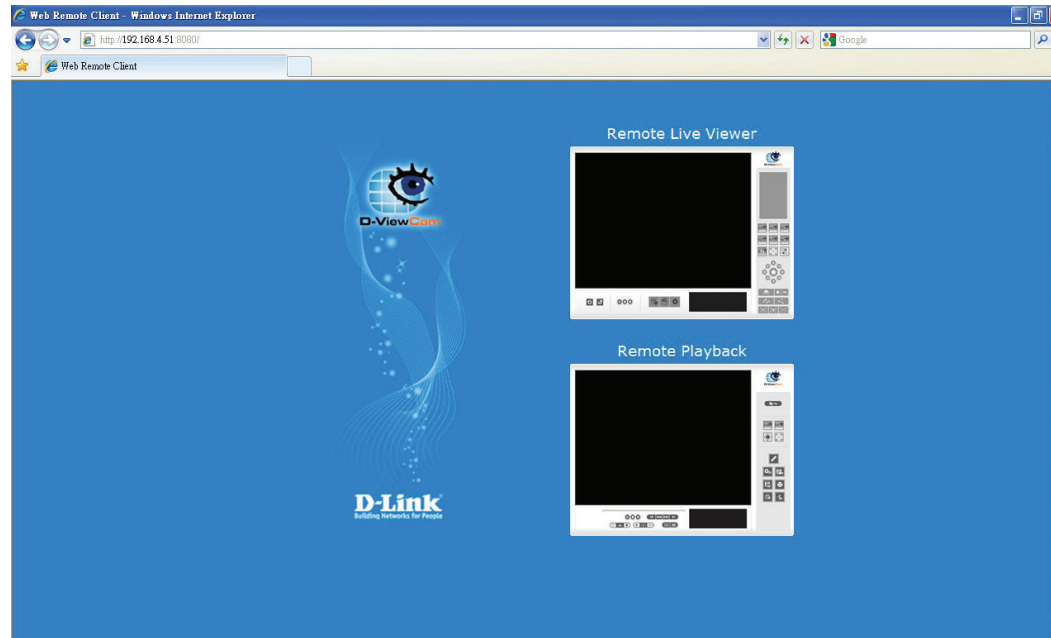 Web Remote Client - Windows Internet Explorer
http://192.168.4.51:8080/
Google
Web Remote Client
Remote Live Viewer
D-ViewCam
Remote Playback
D-Link
Building Networks for People